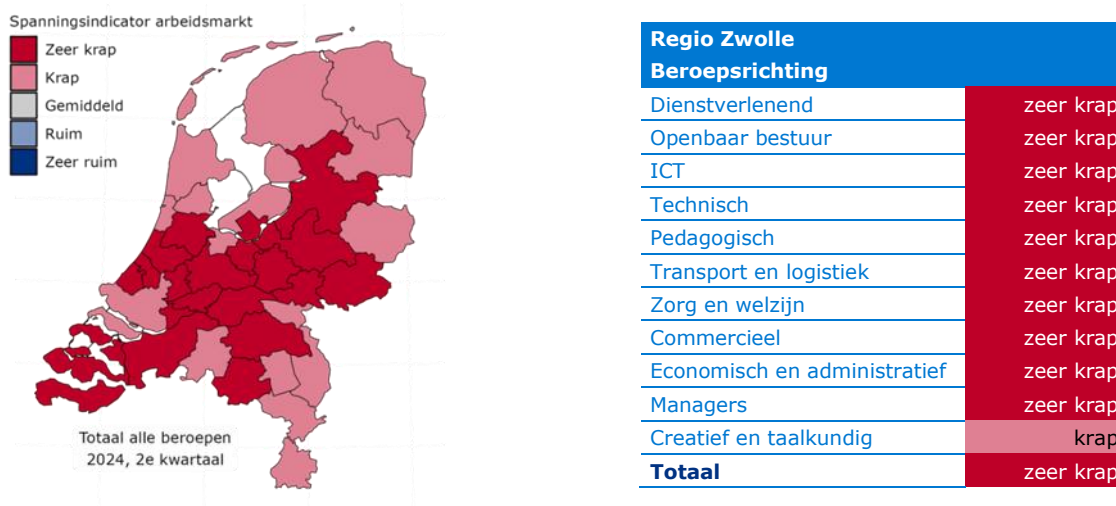 Spanningsindicator arbeidsmarkt
Zeer krap
Krap
Gemiddeld
Ruim
Zeer ruim
Totaal alle beroepen
2024, 2e kwartaal
Regio Zwolle
Beroepsrichting
Dienstverlenend zeer krap
Openbaar bestuur zeer krap
ICT zeer krap
Technisch zeer krap
Pedagogisch zeer krap
Transport en logistiek zeer krap
Zorg en welzijn zeer krap
Commercieel zeer krap
Economisch en administratief zeer krap
Managers zeer krap
Creatief en taalkundig krap
Totaal zeer krap